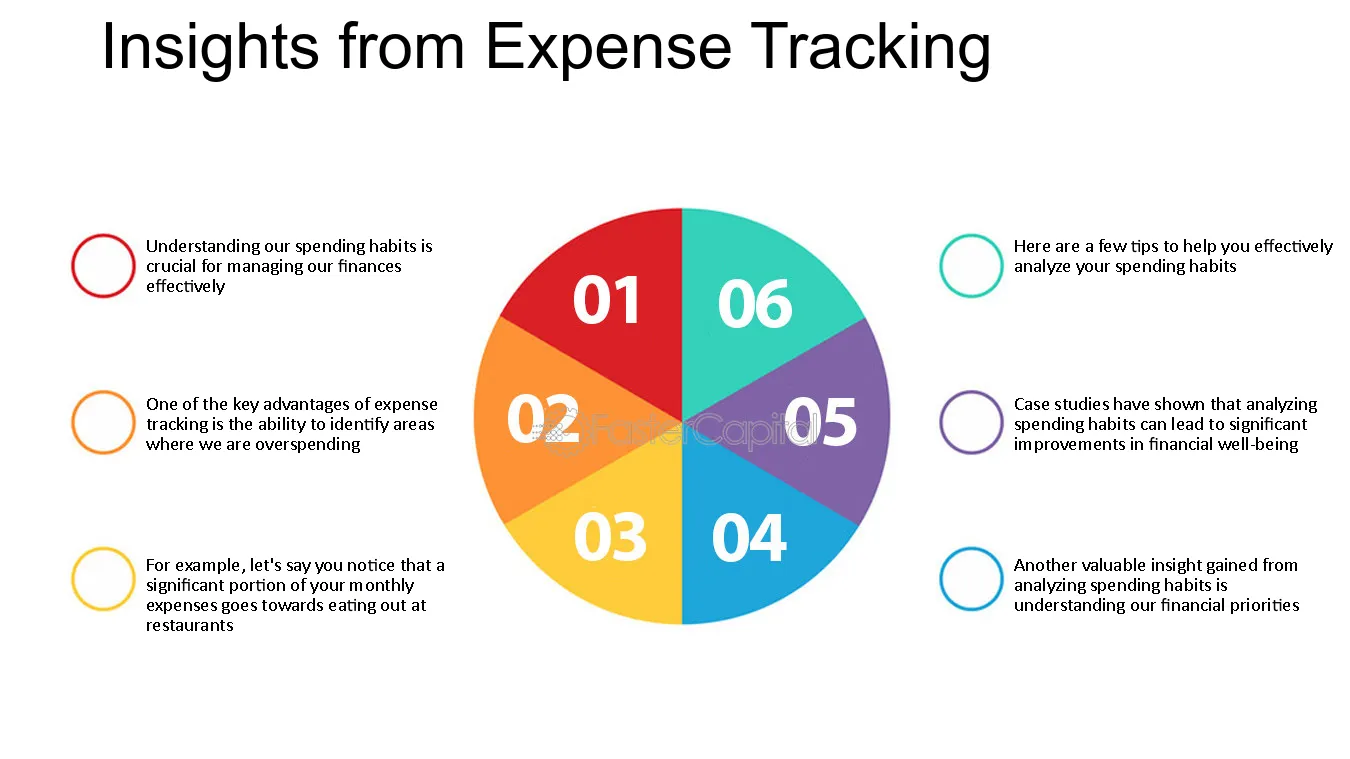 Insights from Expense Tracking
Understanding our spending habits is
crucial for managing our finances
effectively
One of the key advantages of expense
tracking is the ability to identify areas
where we are overspending
For example, let's say you notice that a
significant portion of your monthly
expenses goes towards eating out at
restaurants
01
02
03
04
05
06
FasterCapital
Here are a few tips to help you effectively
analyze your spending habits
Case studies have shown that analyzing
spending habits can lead to significant
improvements in financial well-being
Another valuable insight gained from
analyzing spending habits is
understanding our financial priorities